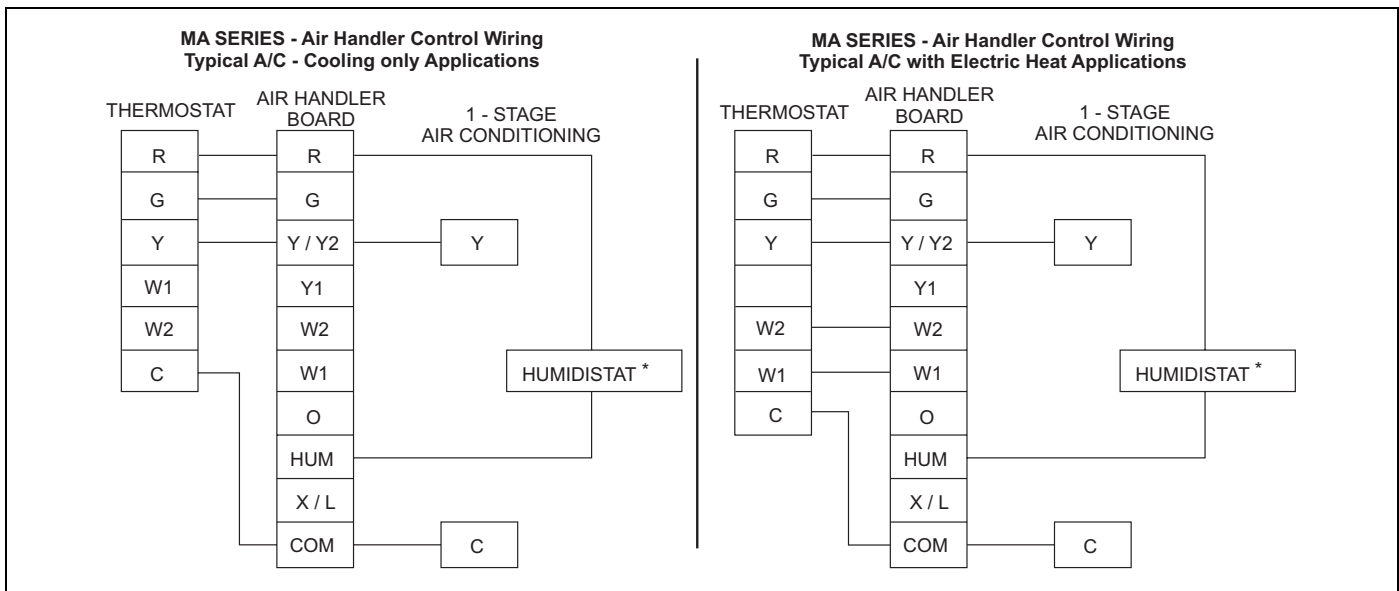 MA SERIES - Air Handler Control Wiring
Typical A/C - Cooling only Applications
THERMOSTAT
AIR HANDLER
BOARD
1 - STAGE
AIR CONDITIONING
R
R
G
G
Y
Y / Y2
Y
W1
Y1
W2
W2
C
W1
HUMIDISTAT *
O
HUM
X / L
COM
C
MA SERIES - Air Handler Control Wiring
Typical A/C with Electric Heat Applications
THERMOSTAT
AIR HANDLER
BOARD
1 - STAGE
AIR CONDITIONING
R
R
G
G
Y
Y / Y2
Y
Y1
W2
W2
W1
W1
HUMIDISTAT *
C
O
HUM
X / L
COM
C